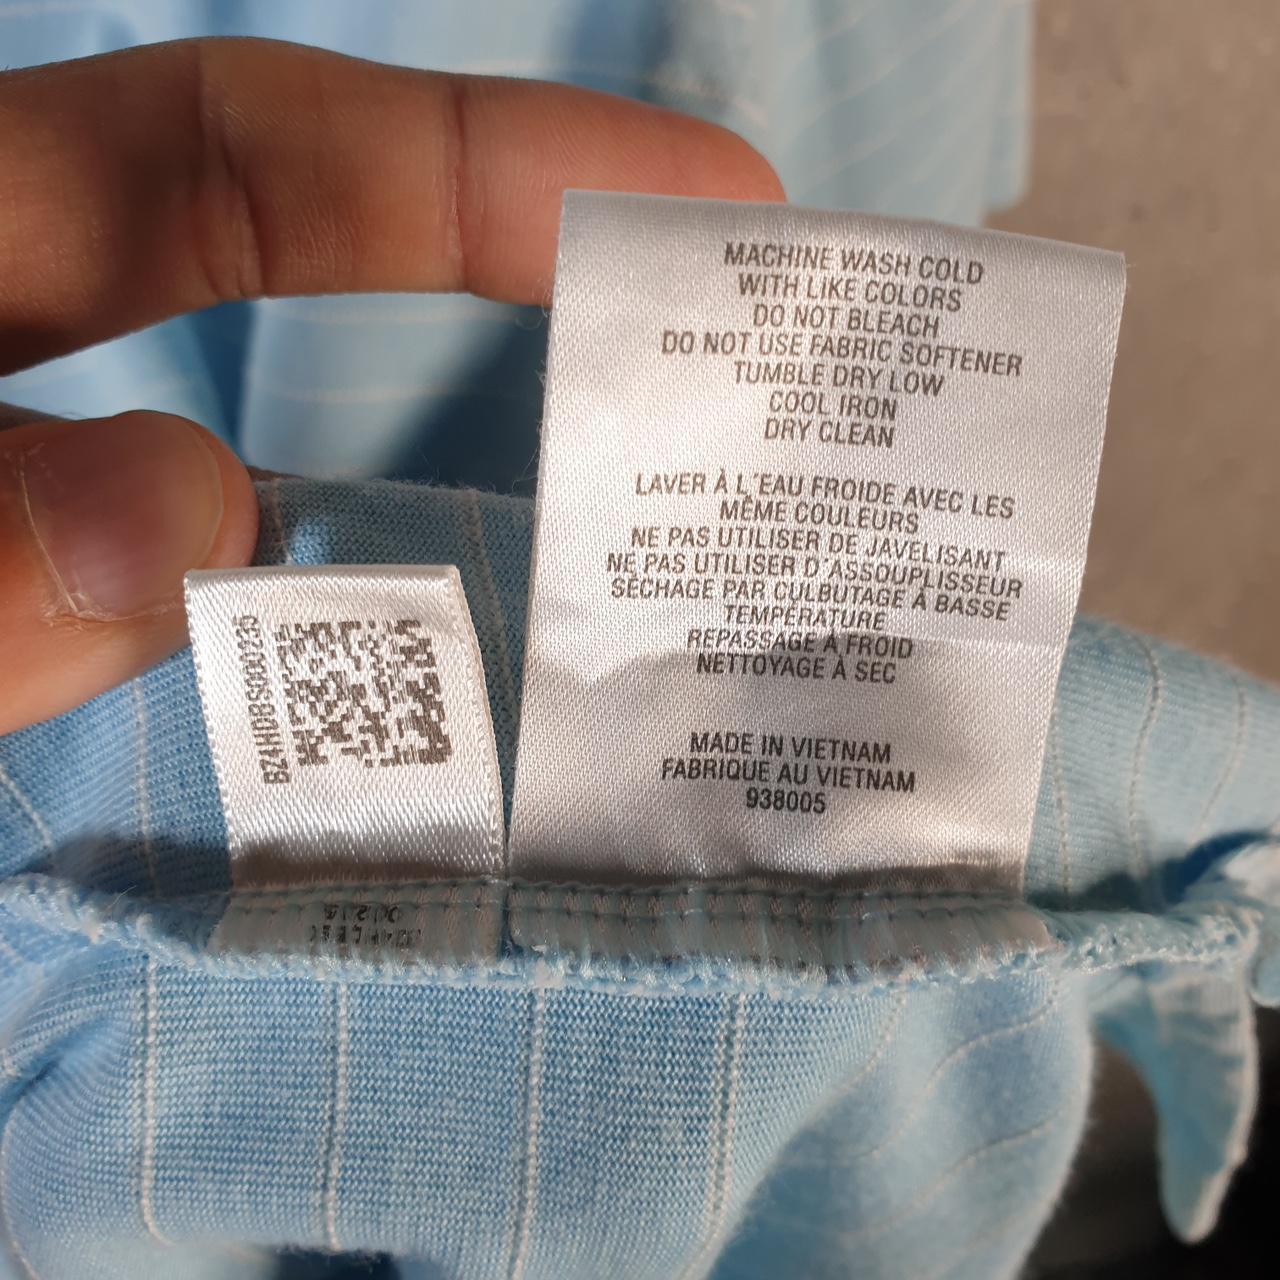 MACHINE WASH COLD
WITH LIKE COLORS
DO NOT BLEACH
DO NOT USE FABRIC SOFTENER
TUMBLE DRY LOW
COOL IRON
DRY CLEAN
LAVER À L'EAU FROIDE AVEC LES
MÊME COULEURS
NE PAS UTILISER DE JAVELISANT
NE PAS UTILISER D'ASSOUPLISSEUR
SÉCHAGE PAR CULBUTAGE À BASSE
TEMPÉRATURE
REPASSAGE À FROID
NETTOYAGE À SEC
MADE IN VIETNAM
FABRIQUE AU VIETNAM
938005
BZ4HDBS000230